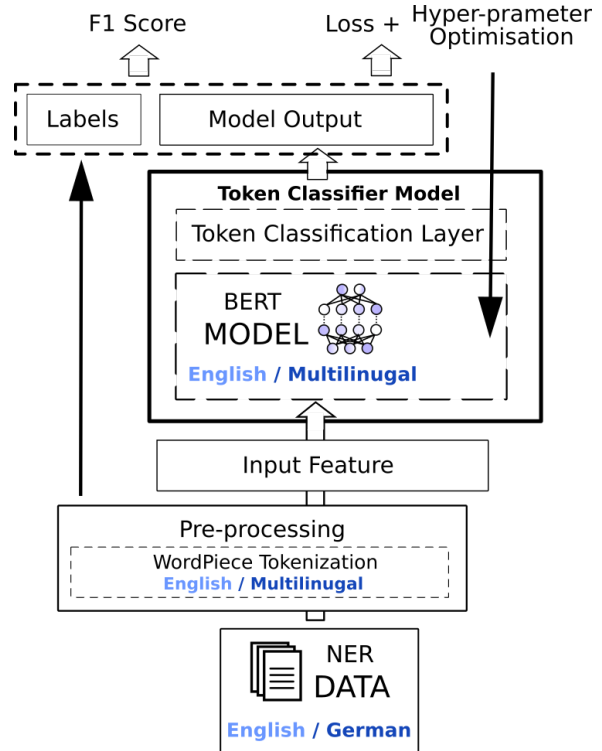 F1 Score
Loss +
Hyper-prameter
Optimisation
Labels
Model Output
Token Classifier Model
Token Classification Layer
BERT
MODEL
English / Multilinugal
Input Feature
Pre-processing
WordPiece Tokenization
English / Multilinugal
NER
DATA
English / German